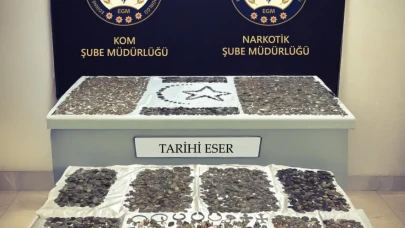 EGM
EGM
KOM
ŞUBE MÜDÜRLÜĞÜ
NARKOTİK
ŞUBE MÜDÜRLÜĞÜ
TARİHİ ESER